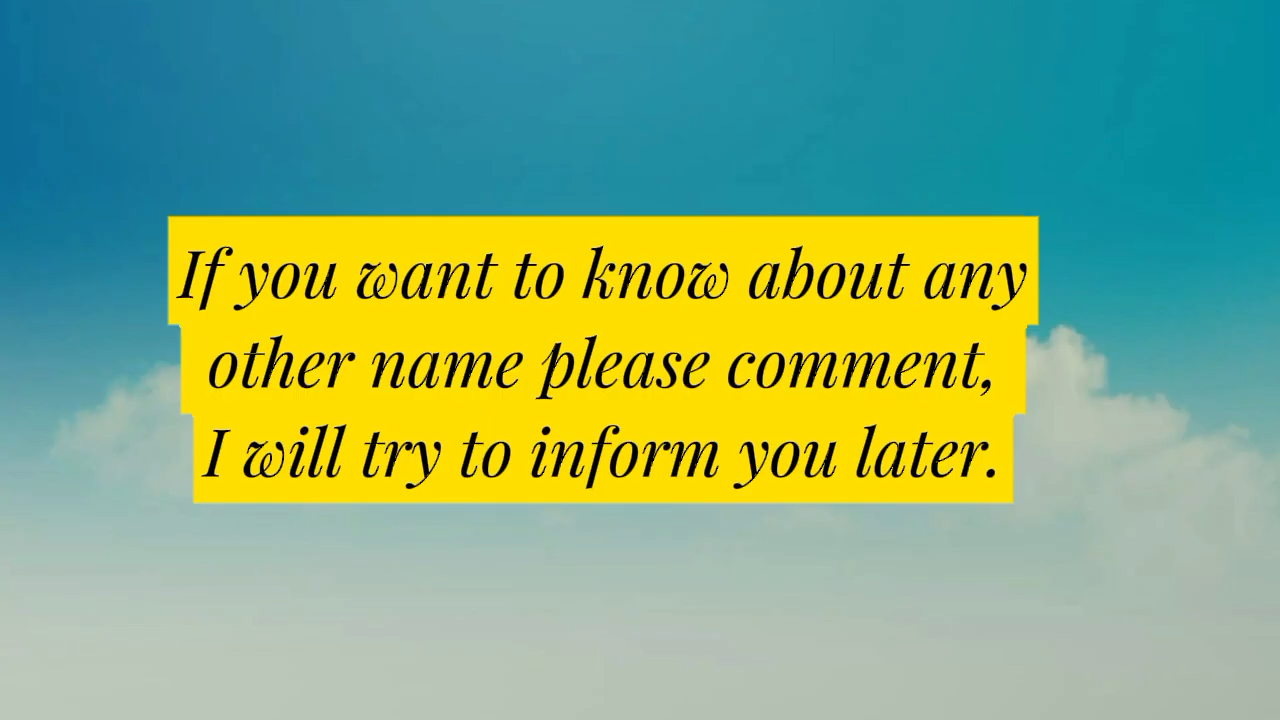 If you want to know about any
other name please comment,
I will try to inform you later.